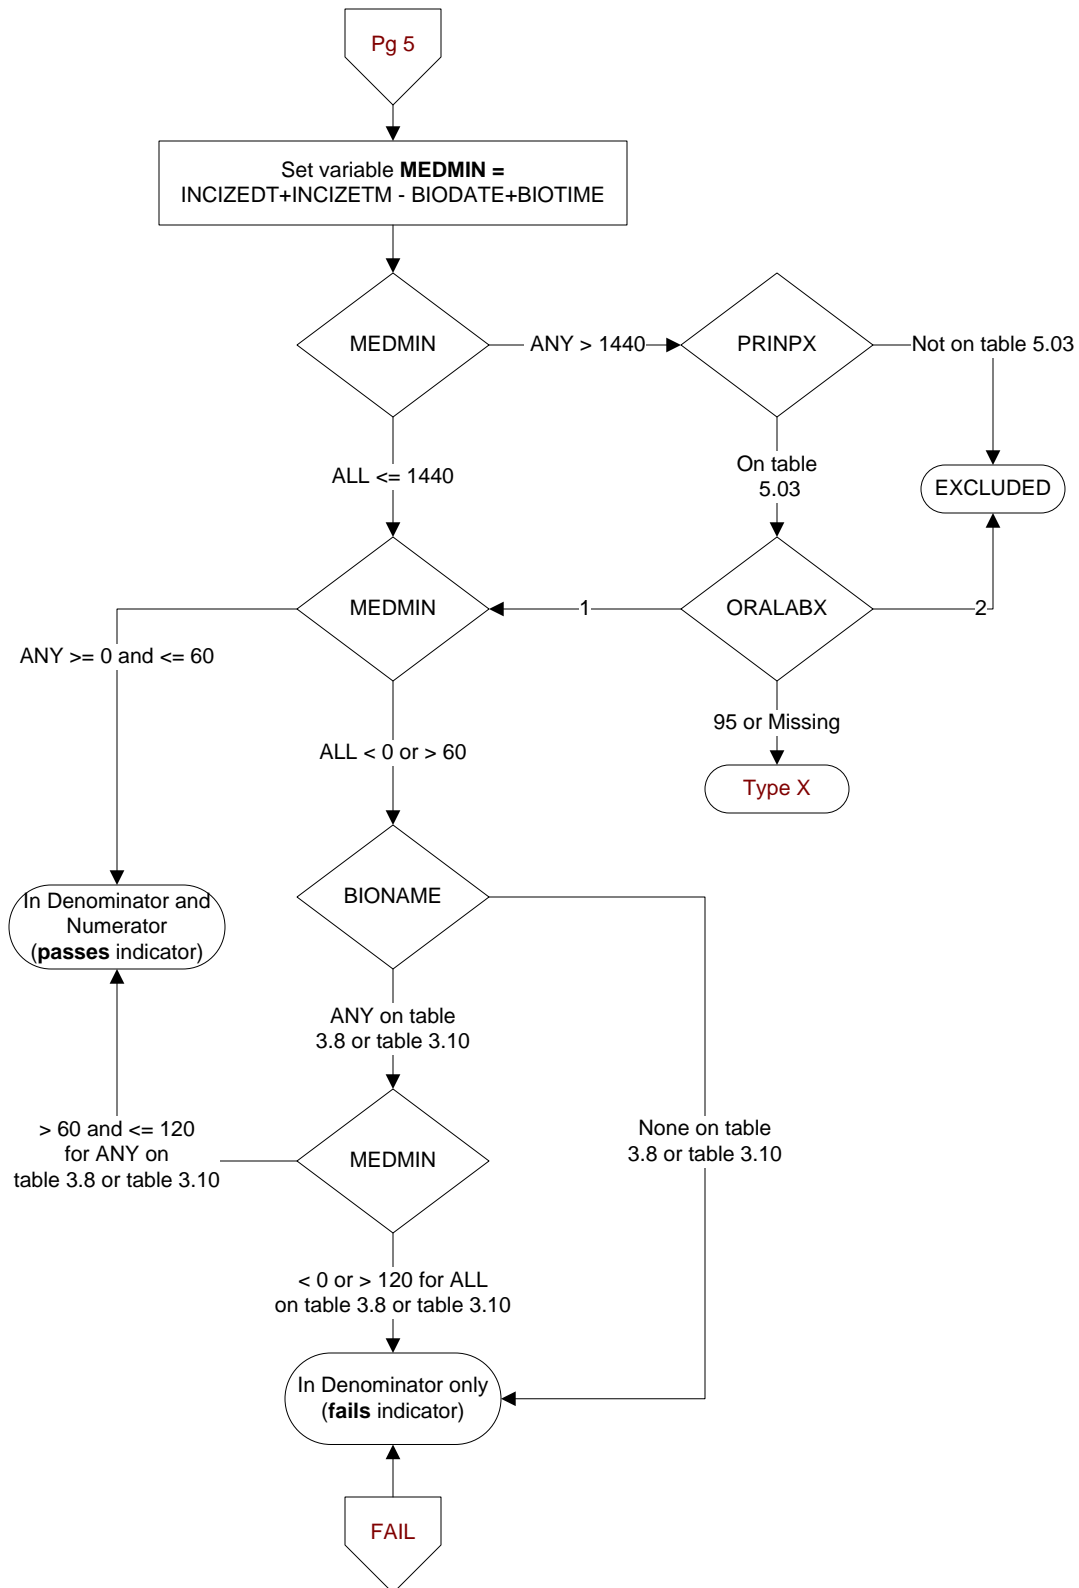 Pg 5
Set variable MEDMIN =
INCIZEDT+INCIZETM - BIODATE+BIOTIME
MEDMIN
ANY > 1440
PRINPX
Not on table 5.03
ALL <= 1440
On table
5.03
EXCLUDED
MEDMIN
1
ORALABX
2
ANY >= 0 and <= 60
95 or Missing
ALL < 0 or > 60
Type X
BIONAME
In Denominator and
Numerator
(passes indicator)
ANY on table
3.8 or table 3.10
> 60 and <= 120
for ANY on
table 3.8 or table 3.10
MEDMIN
None on table
3.8 or table 3.10
< 0 or > 120 for ALL
on table 3.8 or table 3.10
In Denominator only
(fails indicator)
FAIL